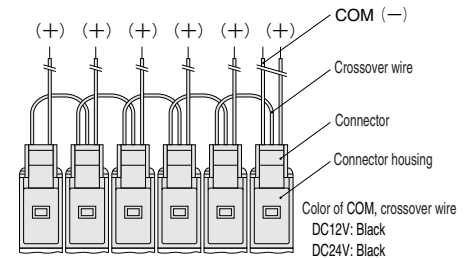 COM (−)
(+) (+) (+) (+) (+) (+)
Crossover wire
Connector
Connector housing
Color of COM, crossover wire
DC12V: Black
DC24V: Black